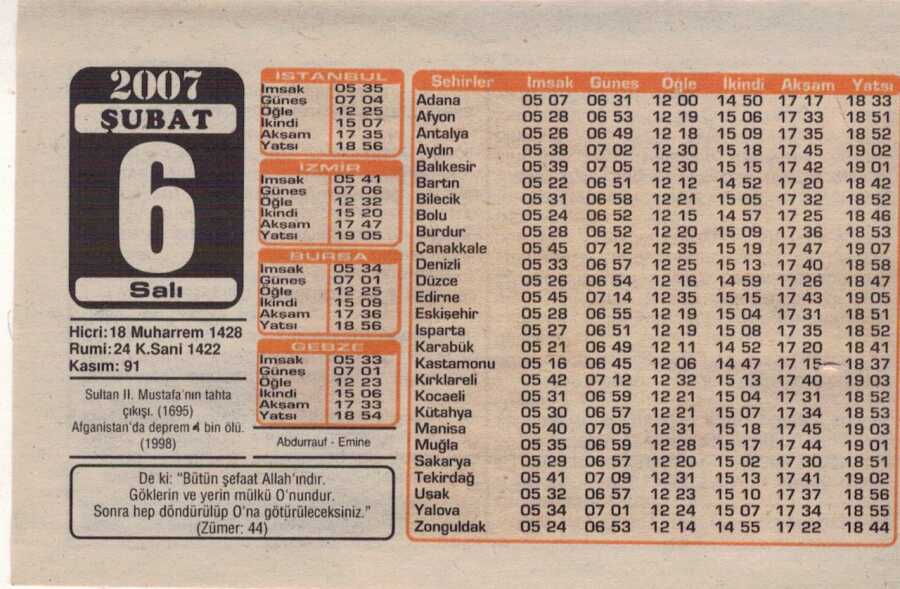 2007
ŞUBAT
6
Salı
Hicri:18 Muharrem 1428
Rumi:24 K.Sani 1422
Kasım: 91
Sultan II. Mustafa'nın tahta
çıkışı. (1695)
Afganistan'da deprem 4 bin ölü.
(1998)
İSTANBUL
İmsak 05 35
Güneş 07 04
Öğle 12 25
İkindi 15 07
Akşam 17 35
Yatsı 18 56
İZMİR
İmsak 05 41
Güneş 07 06
Öğle 12 32
İkindi 15 20
Akşam 17 47
Yatsı 19 05
BURSA
İmsak 05 34
Güneş 07 01
Öğle 12 25
İkindi 15 09
Akşam 17 36
Yatsı 18 56
GEBZE
İmsak 05 33
Güneş 07 01
Öğle 12 23
İkindi 15 06
Akşam 17 33
Yatsı 18 54
Abdurrauf - Emine
De ki: “Bütün şefaat Allah'ındır.
Göklerin ve yerin mülkü O'nundur.
Sonra hep döndürülüp O'na götürüleceksiniz.”
(Zümer: 44)
Şehirler İmsak Güneş Öğle İkindi Akşam Yatsı
Adana 05 07 06 31 12 00 14 50 17 17 18 33
Afyon 05 28 06 53 12 19 15 06 17 33 18 51
Antalya 05 26 06 49 12 18 15 09 17 35 18 52
Aydın 05 38 07 02 12 30 15 18 17 45 19 02
Balıkesir 05 39 07 05 12 30 15 15 17 42 19 01
Bartın 05 22 06 51 12 12 14 52 17 20 18 42
Bilecik 05 31 06 58 12 21 15 05 17 32 18 52
Bolu 05 24 06 52 12 15 14 57 17 25 18 46
Burdur 05 28 06 52 12 20 15 09 17 36 18 53
Çanakkale 05 45 07 12 12 35 15 19 17 47 19 07
Denizli 05 33 06 57 12 25 15 13 17 40 18 58
Düzce 05 26 06 54 12 16 14 59 17 26 18 47
Edirne 05 45 07 14 12 35 15 15 17 43 19 05
Eskişehir 05 28 06 55 12 19 15 04 17 31 18 51
Isparta 05 27 06 51 12 19 15 08 17 35 18 52
Karabük 05 21 06 49 12 11 14 52 17 20 18 41
Kastamonu 05 16 06 45 12 06 14 47 17 15 18 37
Kırklareli 05 42 07 12 12 32 15 13 17 40 19 03
Kocaeli 05 31 06 59 12 21 15 04 17 31 18 52
Kütahya 05 30 06 57 12 21 15 07 17 34 18 53
Manisa 05 40 07 05 12 31 15 18 17 45 19 03
Muğla 05 35 06 59 12 28 15 17 17 44 19 01
Sakarya 05 29 06 57 12 20 15 02 17 30 18 51
Tekirdağ 05 41 07 09 12 31 15 13 17 41 19 02
Uşak 05 32 06 57 12 23 15 10 17 37 18 56
Yalova 05 34 07 01 12 24 15 07 17 34 18 55
Zonguldak 05 24 06 53 12 14 14 55 17 22 18 44